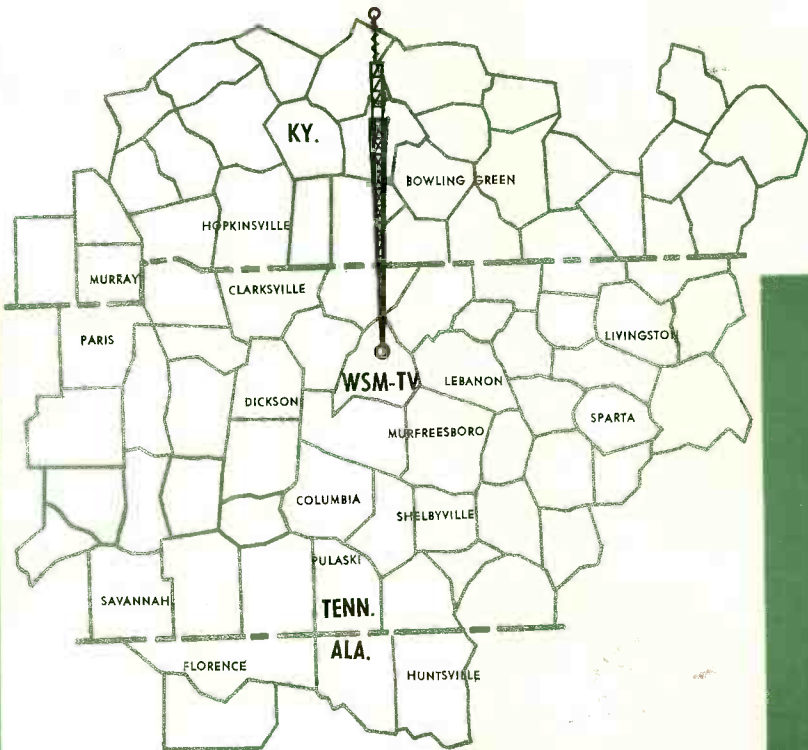 KY.
BOWLING GREEN
HOPKINSVILLE
MURRAY
CLARKSVILLE
PARIS
LIVINGSTON
WSM-TV
LEBANON
DICKSON
SPARTA
MURFREESBORO
COLUMBIA
SHELBYVILLE
PULASKI
SAVANNAH
TENN.
ALA.
FLORENCE
HUNTSVILLE